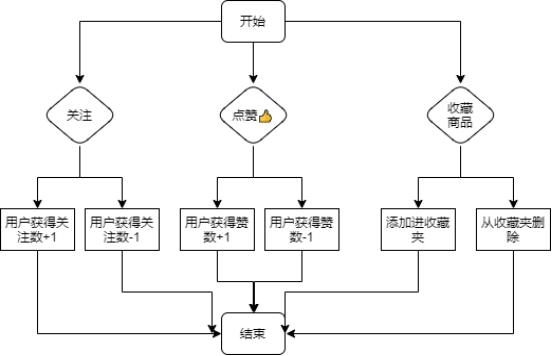 开始
关注
点赞👍
收藏
商品
用户获得关
注数+1
用户获得关
注数-1
用户获得赞
数+1
用户获得赞
数-1
添加进收藏
夹
从收藏夹删
除
结束